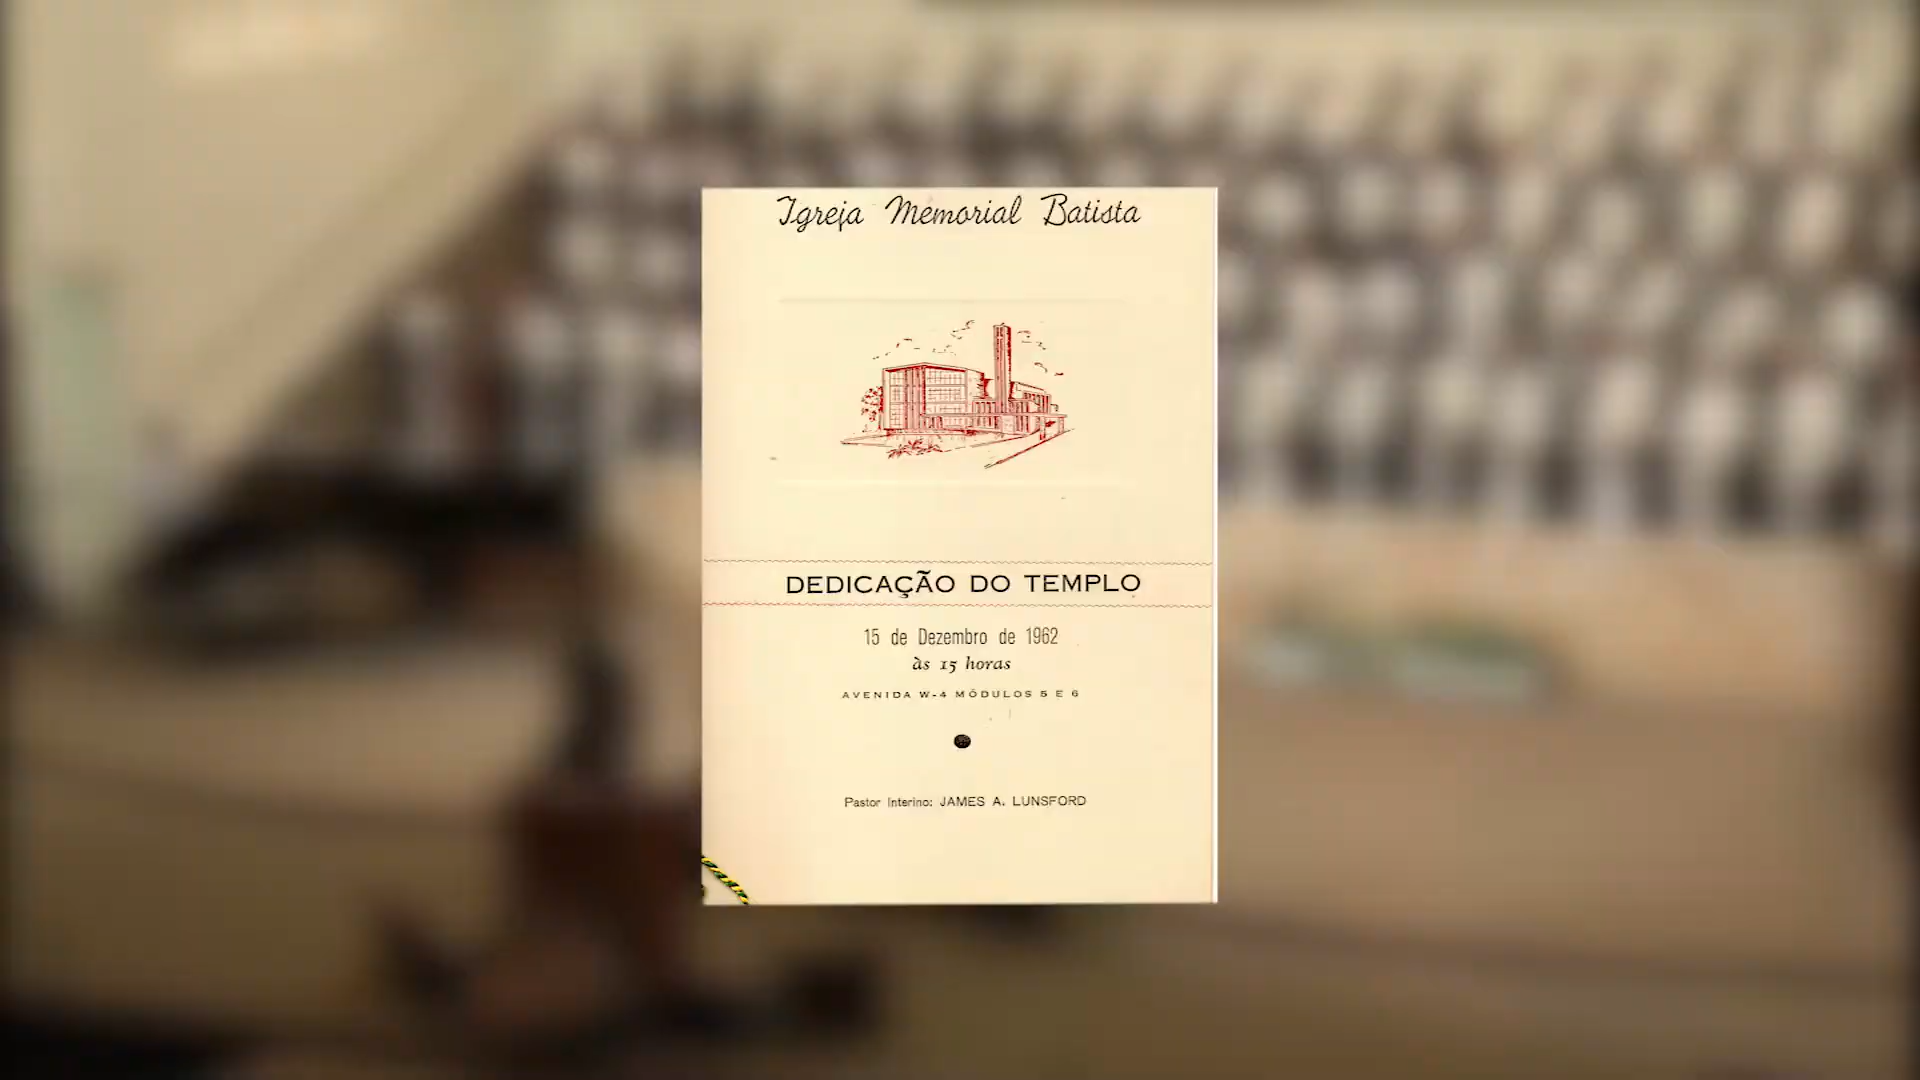 Igreja Memorial Batista
DEDICAÇÃO DO TEMPLO
15 de Dezembro de 1962
às 15 horas
AVENIDA W-4 MÓDULOS 5 E 6
Pastor Interino: JAMES A. LUNSFORD